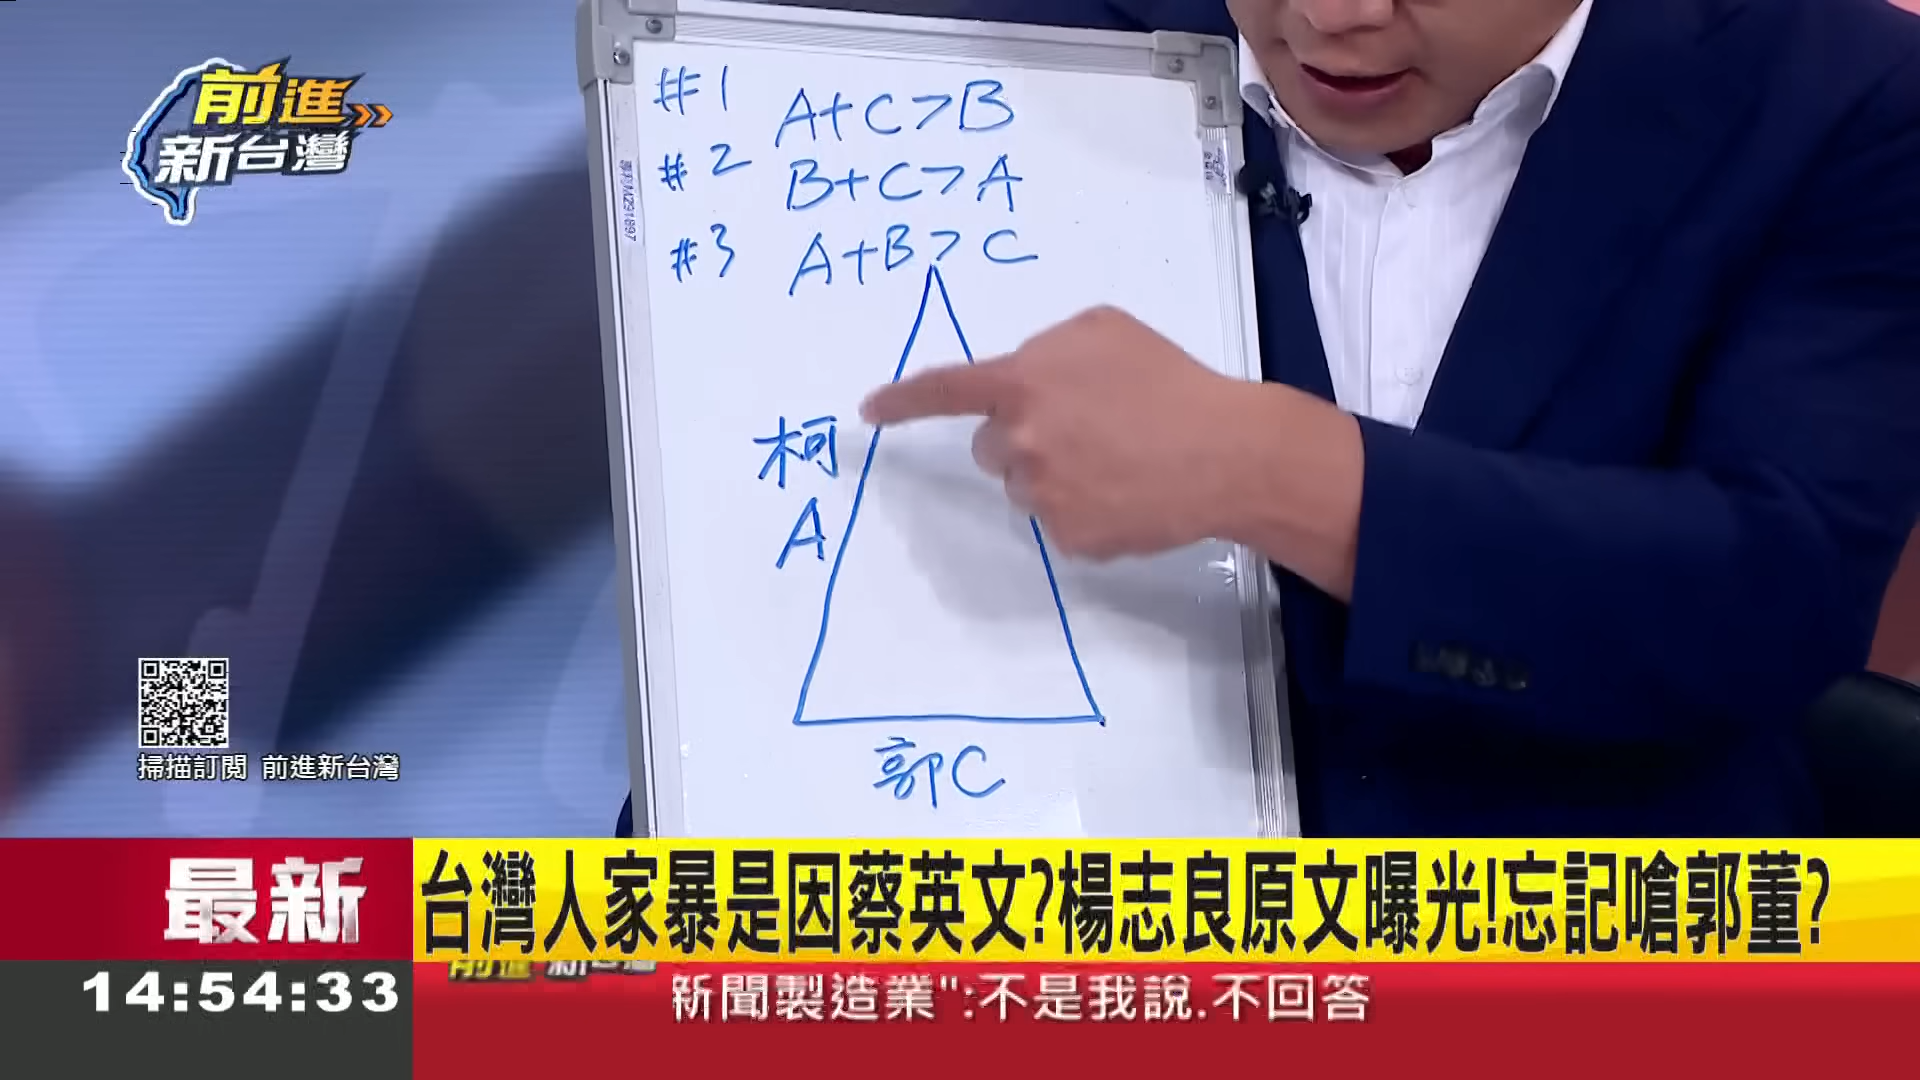 前進
新台灣
#1 A+C>B
#2 B+C>A
#3 A+B>C
柯
A
郭C
掃描訂閱 前進新台灣
最新
台灣人家暴是因蔡英文?楊志良原文曝光!忘記嗆郭董?
14:54:33
新聞製造業":不是我說.不回答